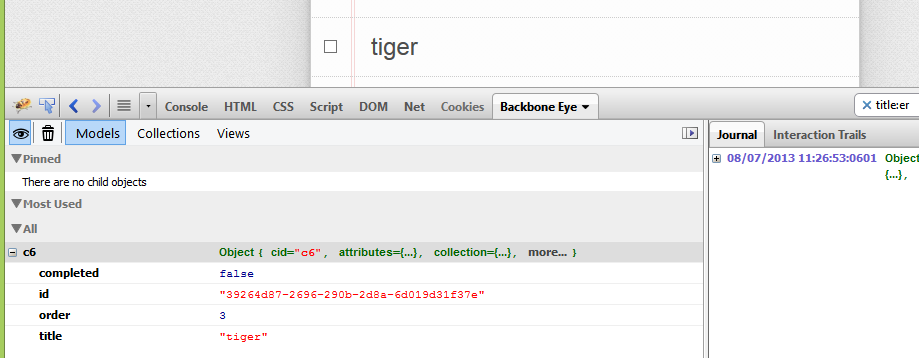 tiger
Console HTML CSS Script DOM Net Cookies Backbone Eye title:er
Models Collections Views Journal Interaction Trails
Pinned 08/07/2013 11:26:53:0601 Object
There are no child objects {...},
Most Used
All
c6 Object { cid="c6", attributes={...}, collection={...}, more... }
completed false
id "39264d87-2696-290b-2d8a-6d019d31f37e"
order 3
title "tiger"